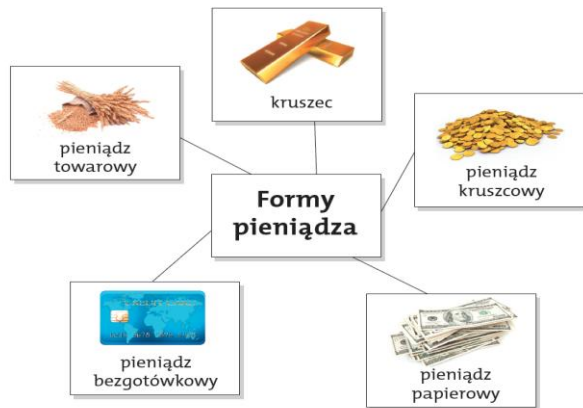 kruszec
pieniądz
towarowy
pieniądz
kruszcowy
Formy
pieniądza
pieniądz
bezgotówkowy
pieniądz
papierowy